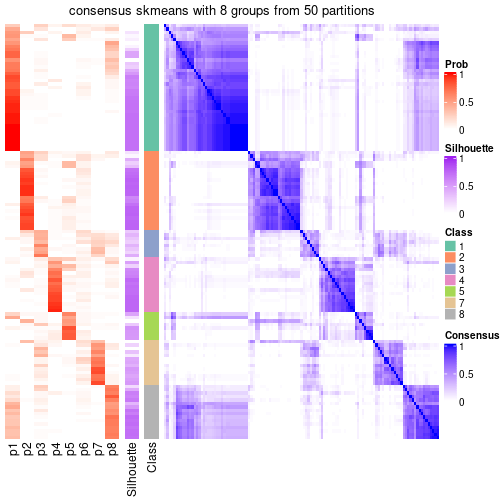 consensus skmeans with 8 groups from 50 partitions
Prob
1
0.5
0
Silhouette
1
0.5
0
Class
1
2
3
4
5
7
8
Consensus
1
0.5
0
p1
p2
p3
p4
p5
p6
p7
p8
Silhouette
Class